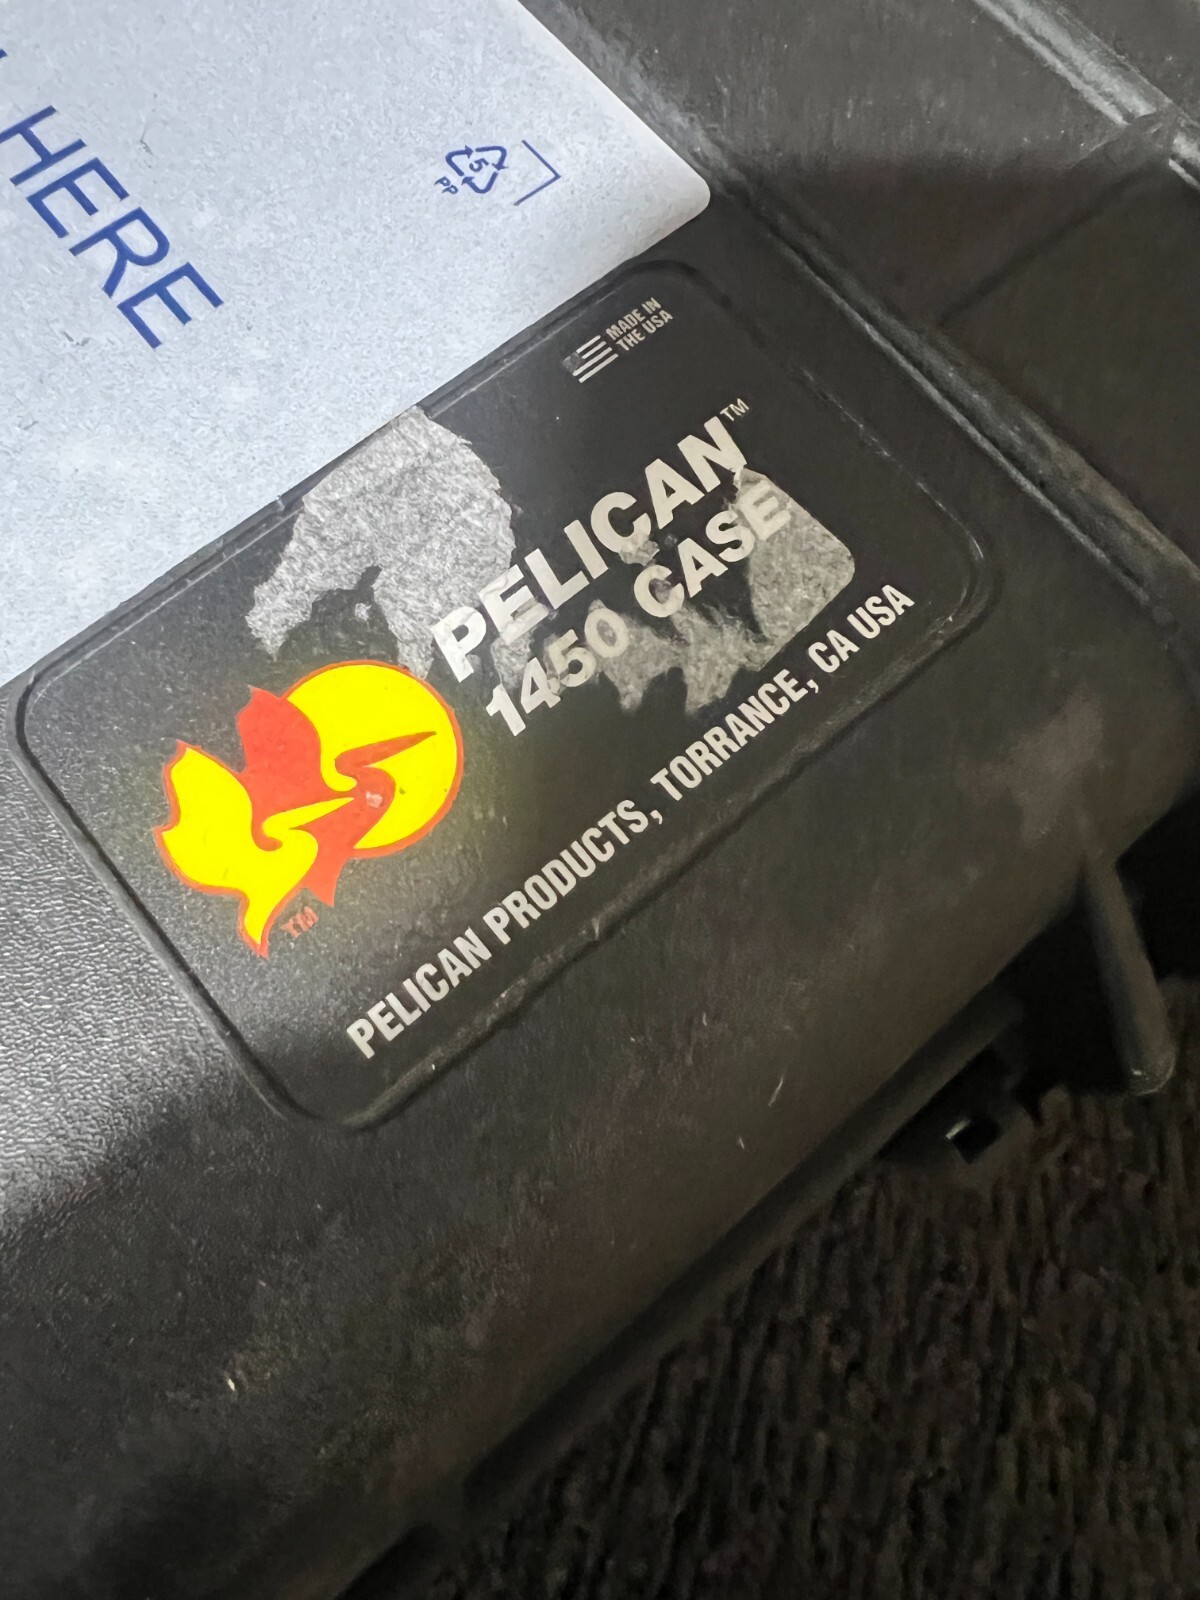 HERE
5
PP
MADE IN
THE USA
PELICAN™
1450 CASE
TM
PELICAN PRODUCTS, TORRANCE, CA USA